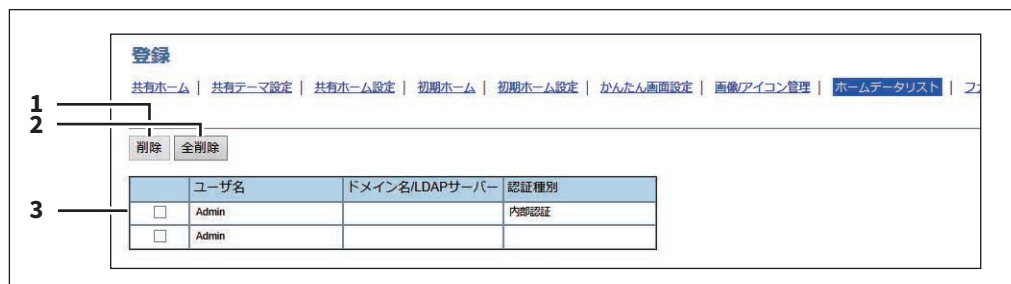 登録
共有ホーム | 共有テーマ設定 | 共有ホーム設定 | 初期ホーム | 初期ホーム設定 | かんたん画面設定 | 画像/アイコン管理 | ホームデータリスト |
1
2
削除 全削除
ユーザ名 ドメイン名/LDAPサーバー 認証種別
3
Admin 内部認証
Admin